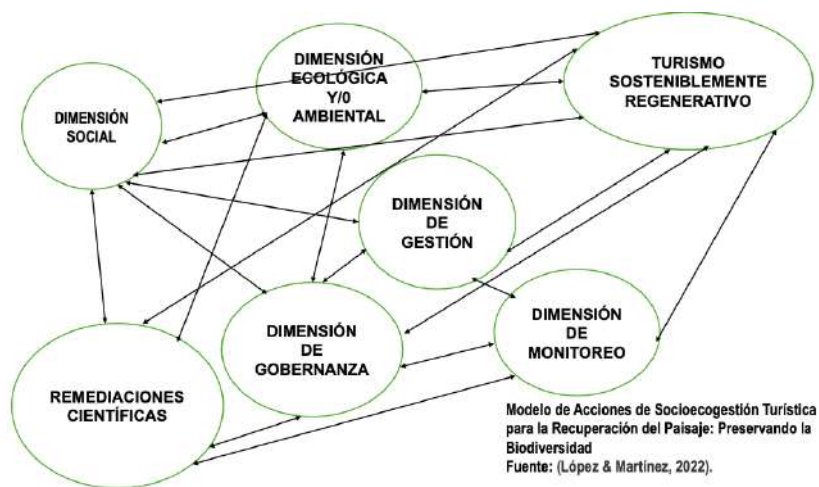 DIMENSIÓN
SOCIAL
DIMENSIÓN
ECOLÓGICA
Y/0
AMBIENTAL
TURISMO
SOSTENIBLEMENTE
REGENERATIVO
DIMENSIÓN
DE
GESTIÓN
REMEDIACIONES
CIENTÍFICAS
DIMENSIÓN
DE
GOBERNANZA
DIMENSIÓN
DE
MONITOREO
Modelo de Acciones de Socioecogestión Turística
para la Recuperación del Paisaje: Preservando la
Biodiversidad
Fuente: (López & Martínez, 2022).